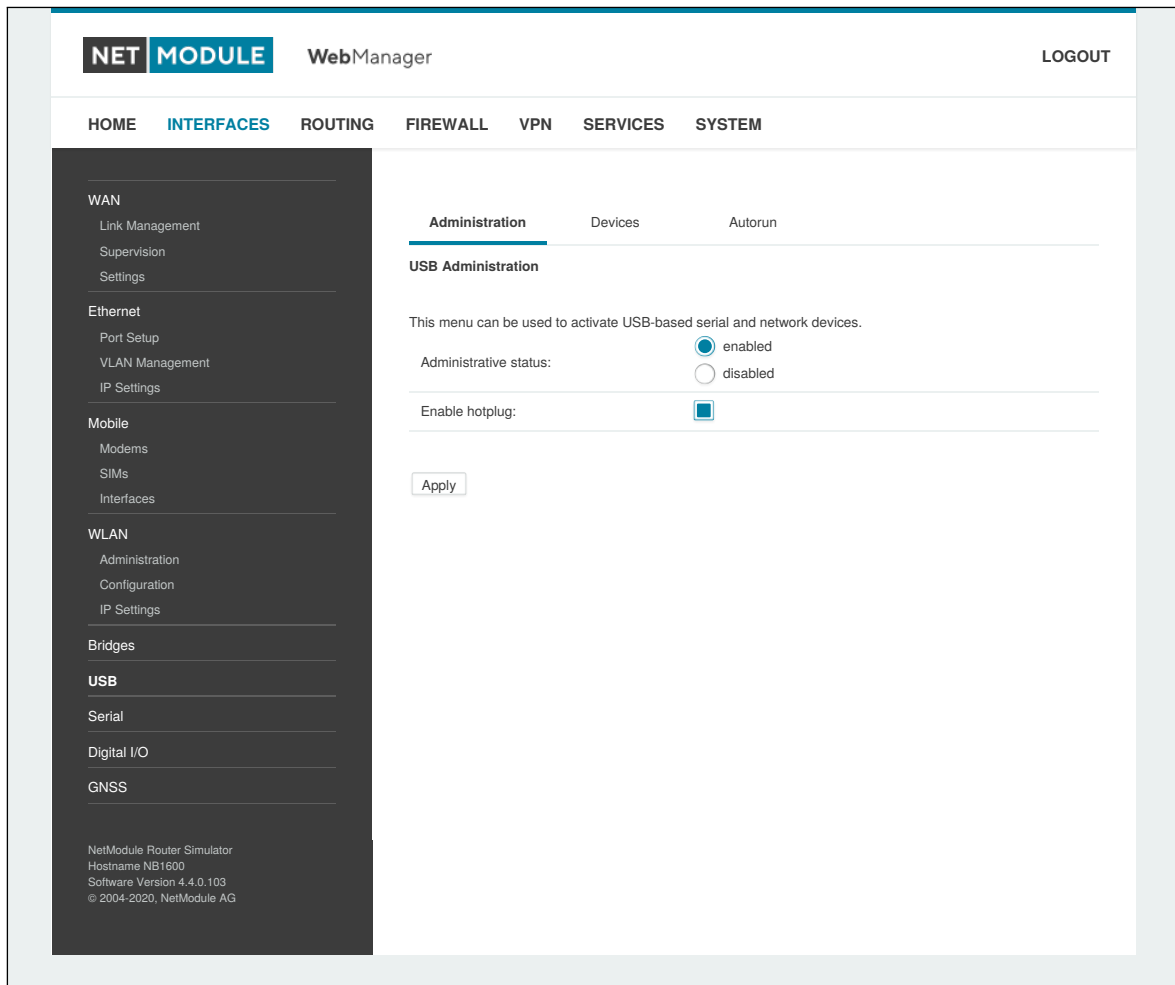 NET MODULE WebManager LOGOUT
HOME INTERFACES ROUTING FIREWALL VPN SERVICES SYSTEM
WAN
Link Management
Supervision
Settings
Ethernet
Port Setup
VLAN Management
IP Settings
Mobile
Modems
SIMs
Interfaces
WLAN
Administration
Configuration
IP Settings
Bridges
USB
Serial
Digital I/O
GNSS
NetModule Router Simulator
Hostname NB1600
Software Version 4.4.0.103
© 2004-2020, NetModule AG
Administration Devices Autorun
USB Administration
This menu can be used to activate USB-based serial and network devices.
Administrative status:
enabled
disabled
Enable hotplug:
Apply